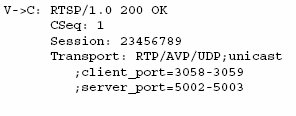 V->C: RTSP/1.0 200 OK
CSeq: 1
Session: 23456789
Transport: RTP/AVP/UDP;unicast
;client_port=3058-3059
;server_port=5002-5003